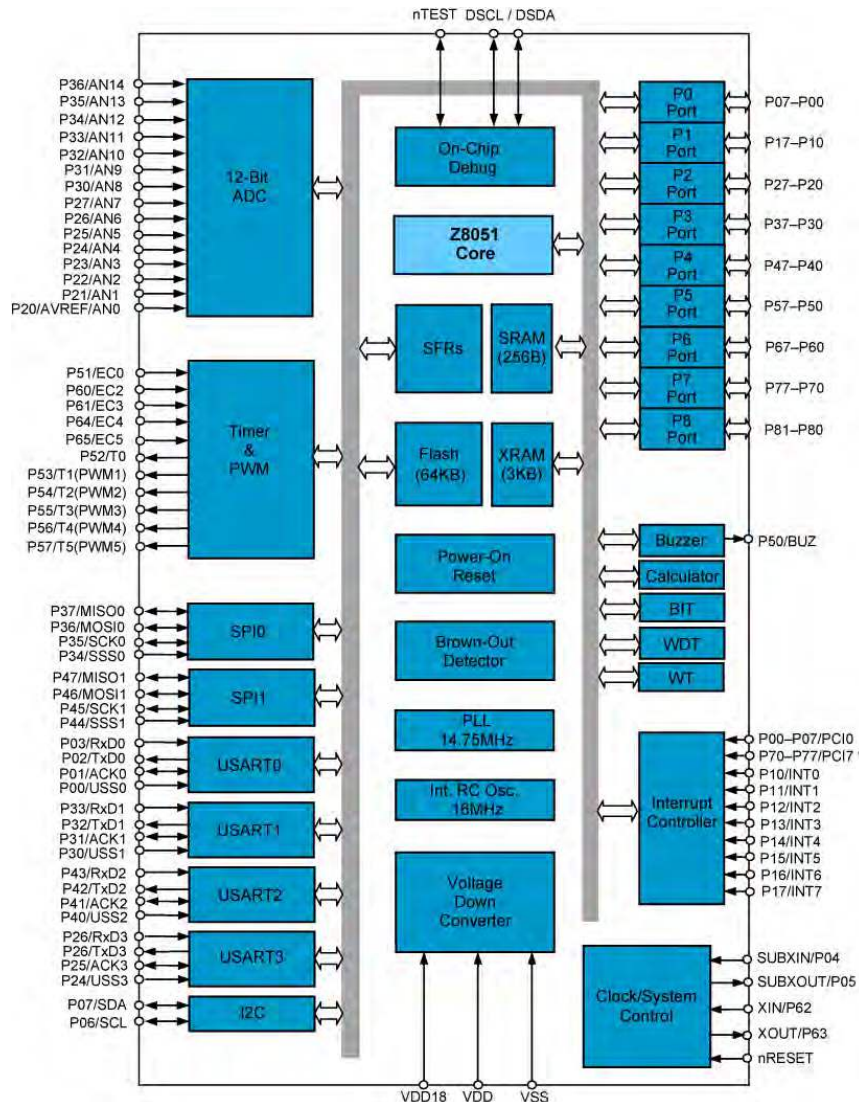 nTEST DSCL / DSDA
P36/AN14
P35/AN13
P34/AN12
P33/AN11
P32/AN10
P31/AN9
P30/AN8
P27/AN7
P26/AN6
P25/AN5
P24/AN4
P23/AN3
P22/AN2
P21/AN1
P20/AVREF/AN0
12-Bit
ADC
P51/EC0
P60/EC2
P61/EC3
P64/EC4
P65/EC5
P52/T0
P53/T1(PWM1)
P54/T2(PWM2)
P55/T3(PWM3)
P56/T4(PWM4)
P57/T5(PWM5)
Timer
&
PWM
P37/MISO0
P36/MOSI0
P35/SCK0
P34/SSS0
SPI0
P47/MISO1
P46/MOSI1
P45/SCK1
P44/SSS1
SPI1
P03/RxD0
P02/TxD0
P01/ACK0
P00/USS0
USART0
P33/RxD1
P32/TxD1
P31/ACK1
P30/USS1
USART1
P43/RxD2
P42/TxD2
P41/ACK2
P40/USS2
USART2
P26/RxD3
P26/TxD3
P25/ACK3
P24/USS3
USART3
P07/SDA
P06/SCL
I2C
On-Chip
Debug
Z8051
Core
SFRs
SRAM
(256B)
Flash
(64KB)
XRAM
(3KB)
Power-On
Reset
Brown-Out
Detector
PLL
14.75MHz
Int. RC Osc.
16MHz
Voltage
Down
Converter
VDD18 VDD VSS
P0
Port
P07–P00
P1
Port
P17–P10
P2
Port
P27–P20
P3
Port
P37–P30
P4
Port
P47–P40
P5
Port
P57–P50
P6
Port
P67–P60
P7
Port
P77–P70
P8
Port
P81–P80
Buzzer
P50/BUZ
Calculator
BIT
WDT
WT
Interrupt
Controller
P00–P07/PCI0
P70–P77/PCI7
P10/INT0
P11/INT1
P12/INT2
P13/INT3
P14/INT4
P15/INT5
P16/INT6
P17/INT7
Clock/System
Control
SUBXIN/P04
SUBXOUT/P05
XIN/P62
XOUT/P63
nRESET